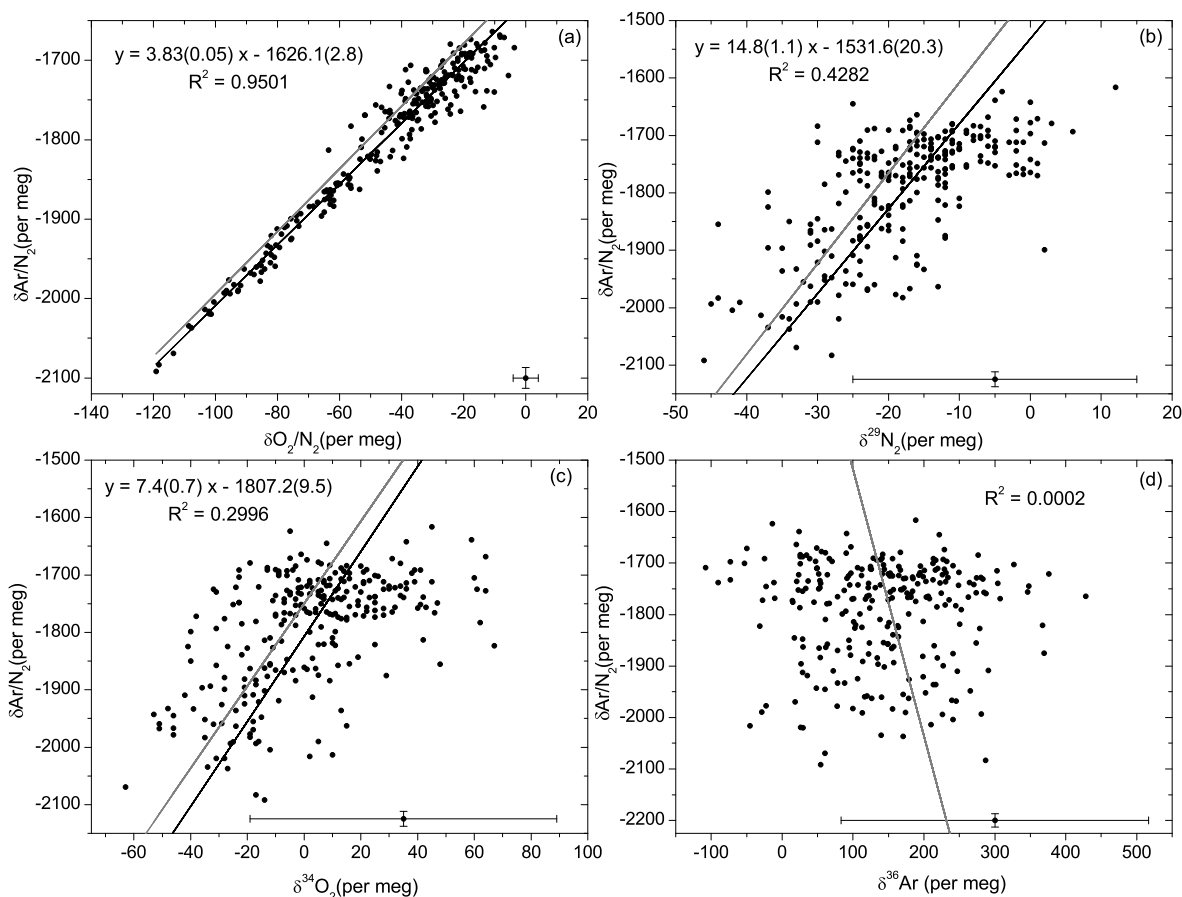 (a)
y = 3.83(0.05) x - 1626.1(2.8)
R² = 0.9501
-1700
-1800
-1900
-2000
-2100
δAr/N₂(per meg)
-140 -120 -100 -80 -60 -40 -20 0 20
δO₂/N₂(per meg)
(b)
y = 14.8(1.1) x - 1531.6(20.3)
R² = 0.4282
-1500
-1600
-1700
-1800
-1900
-2000
-2100
δAr/N₂(per meg)
-50 -40 -30 -20 -10 0 10 20
δ²⁹N₂(per meg)
(c)
y = 7.4(0.7) x - 1807.2(9.5)
R² = 0.2996
-1500
-1600
-1700
-1800
-1900
-2000
-2100
δAr/N₂(per meg)
-60 -40 -20 0 20 40 60 80 100
δ³⁴O₂(per meg)
(d)
R² = 0.0002
-1500
-1600
-1700
-1800
-1900
-2000
-2100
-2200
δAr/N₂(per meg)
-100 0 100 200 300 400 500
δ³⁶Ar (per meg)